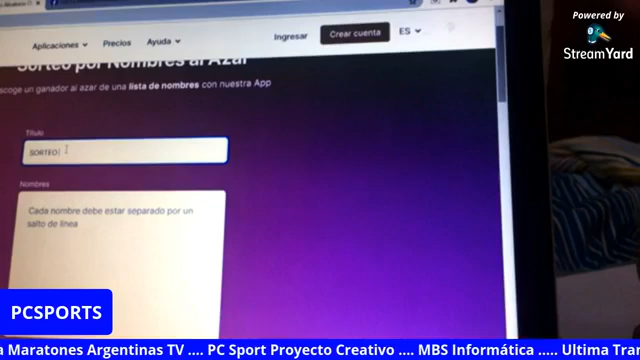 Powered by
StreamYard
Aplicaciones
Precios
Ayuda
Ingresar
Crear cuenta
ES
Sorteo por Nombres al Azar
scoge un ganador al azar de una lista de nombres con nuestra App
Título
SORTEO
Nombres
Cada nombre debe estar separado por un
salto de línea
PCSPORTS
a Maratones Argentinas TV .... PC Sport Proyecto Creativo .... MBS Informática ..... Ultima Tra